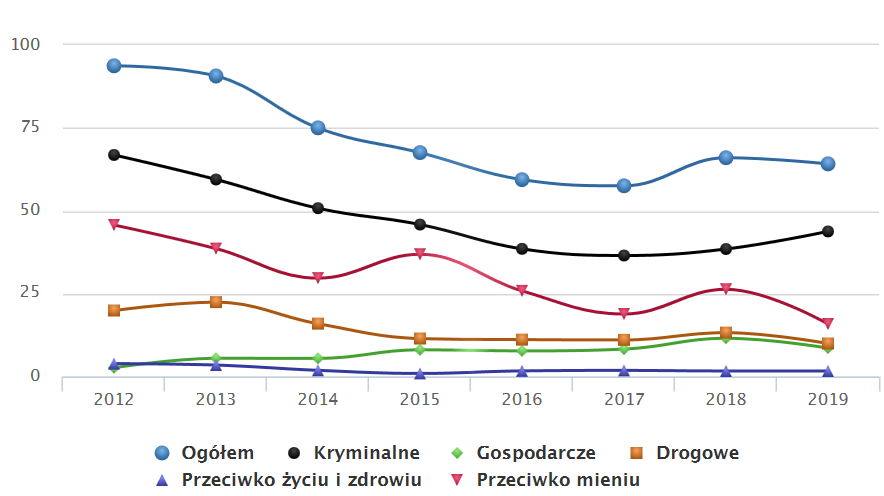 100
75
50
25
0
2012 2013 2014 2015 2016 2017 2018 2019
Ogółem Kryminalne Gospodarcze Drogowe
Przeciwko życiu i zdrowiu Przeciwko mieniu